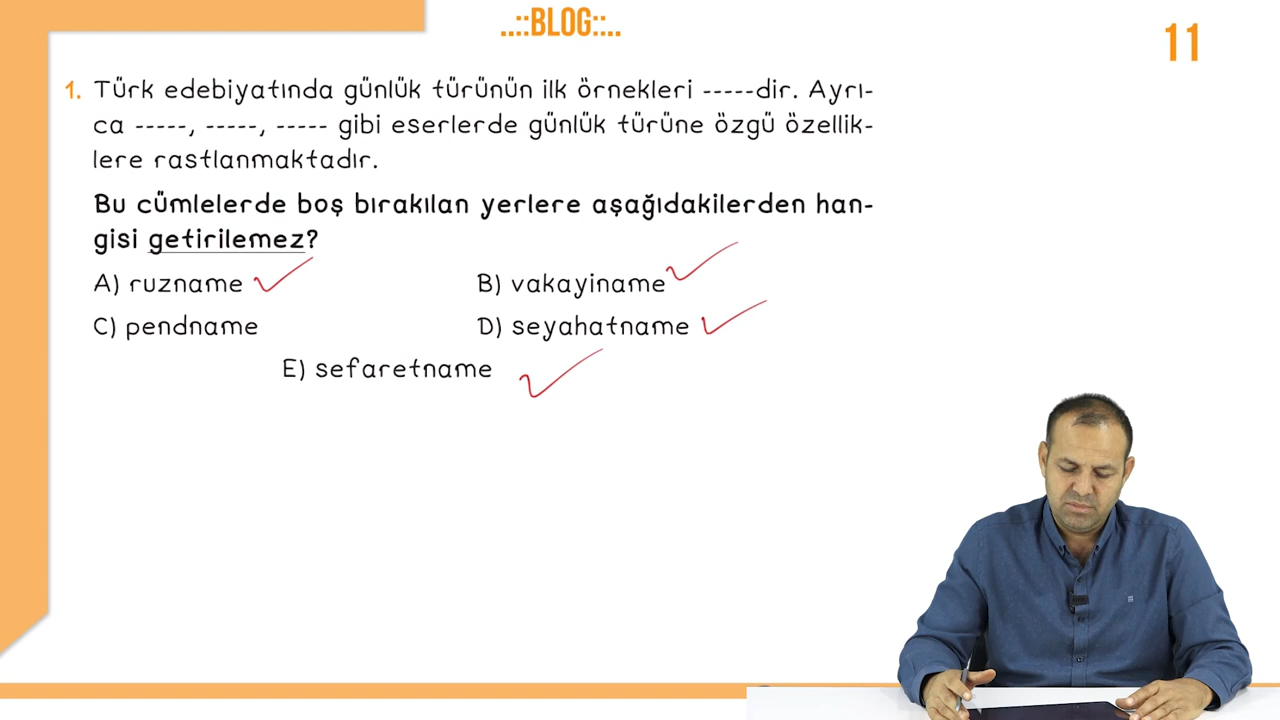 ..::BLOG::..
11
1. Türk edebiyatında günlük türünün ilk örnekleri -----dir. Ayrı-
ca -----, -----, ----- gibi eserlerde günlük türüne özgü özellik-
lere rastlanmaktadır.
Bu cümlelerde boş bırakılan yerlere aşağıdakilerden han-
gisi getirilemez?
A) ruzname
B) vakayiname
C) pendname
D) seyahatname
E) sefaretname